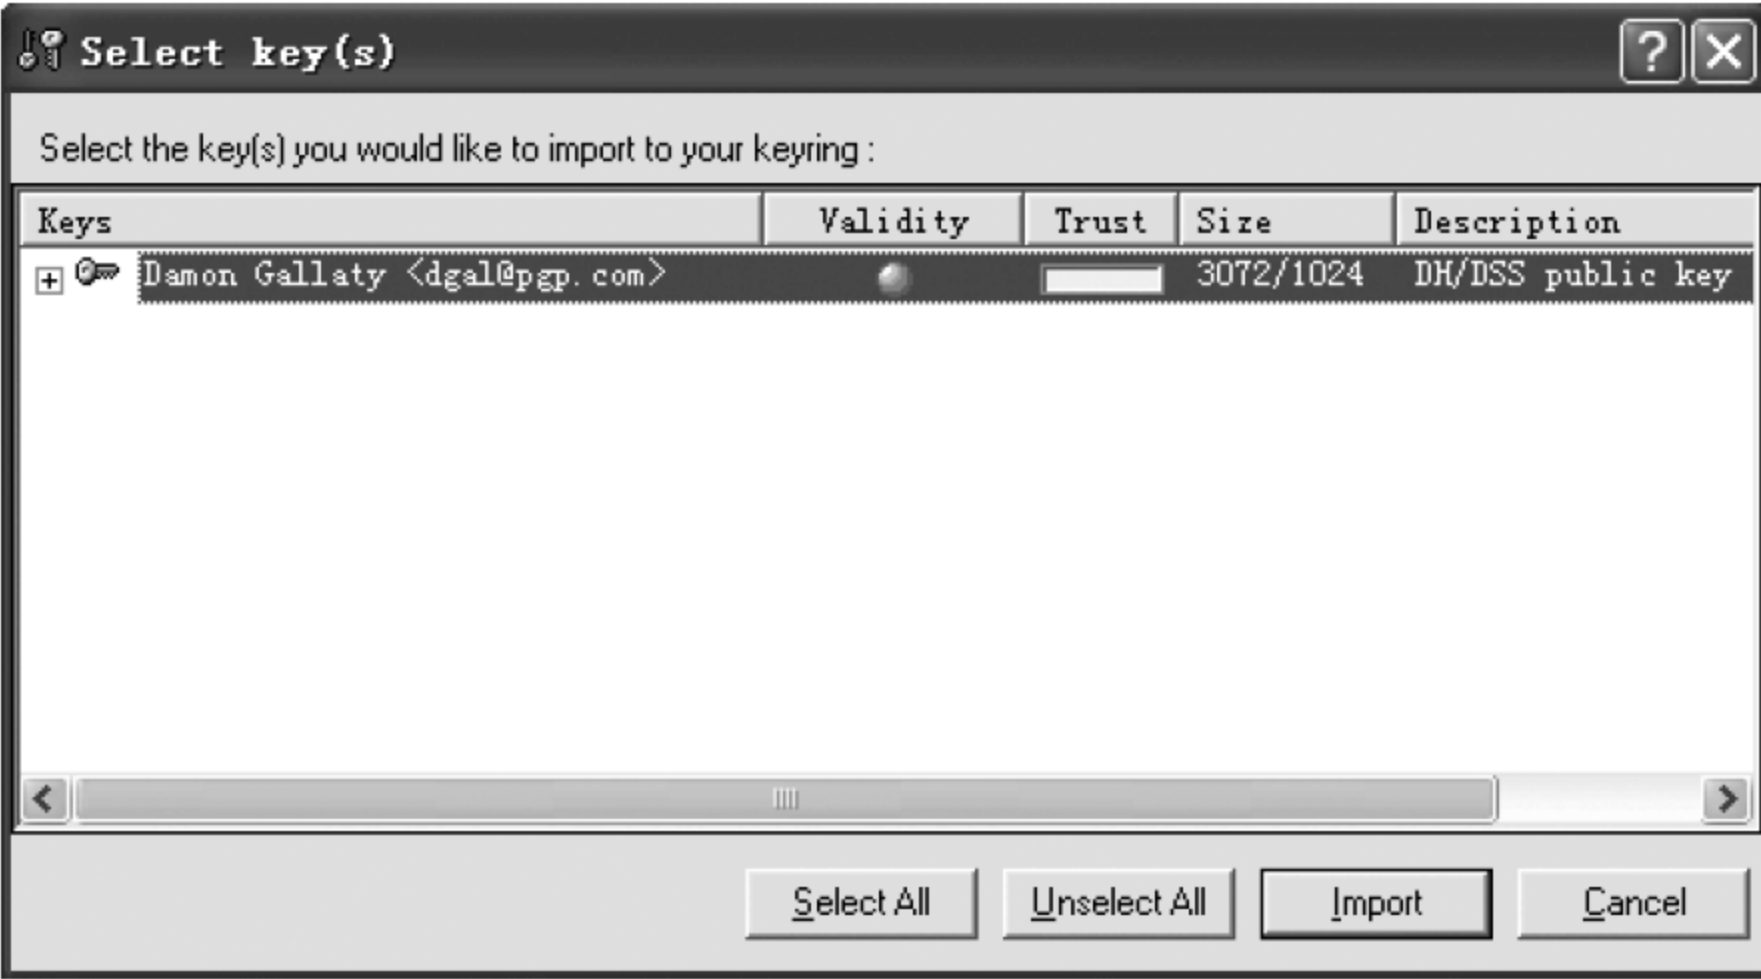 Select key(s)
Select the key(s) you would like to import to your keyring :
Keys Validity Trust Size Description
Damon Gallaty <dgal@pgp.com> 3072/1024 DH/DSS public key
Select All Unselect All Import Cancel